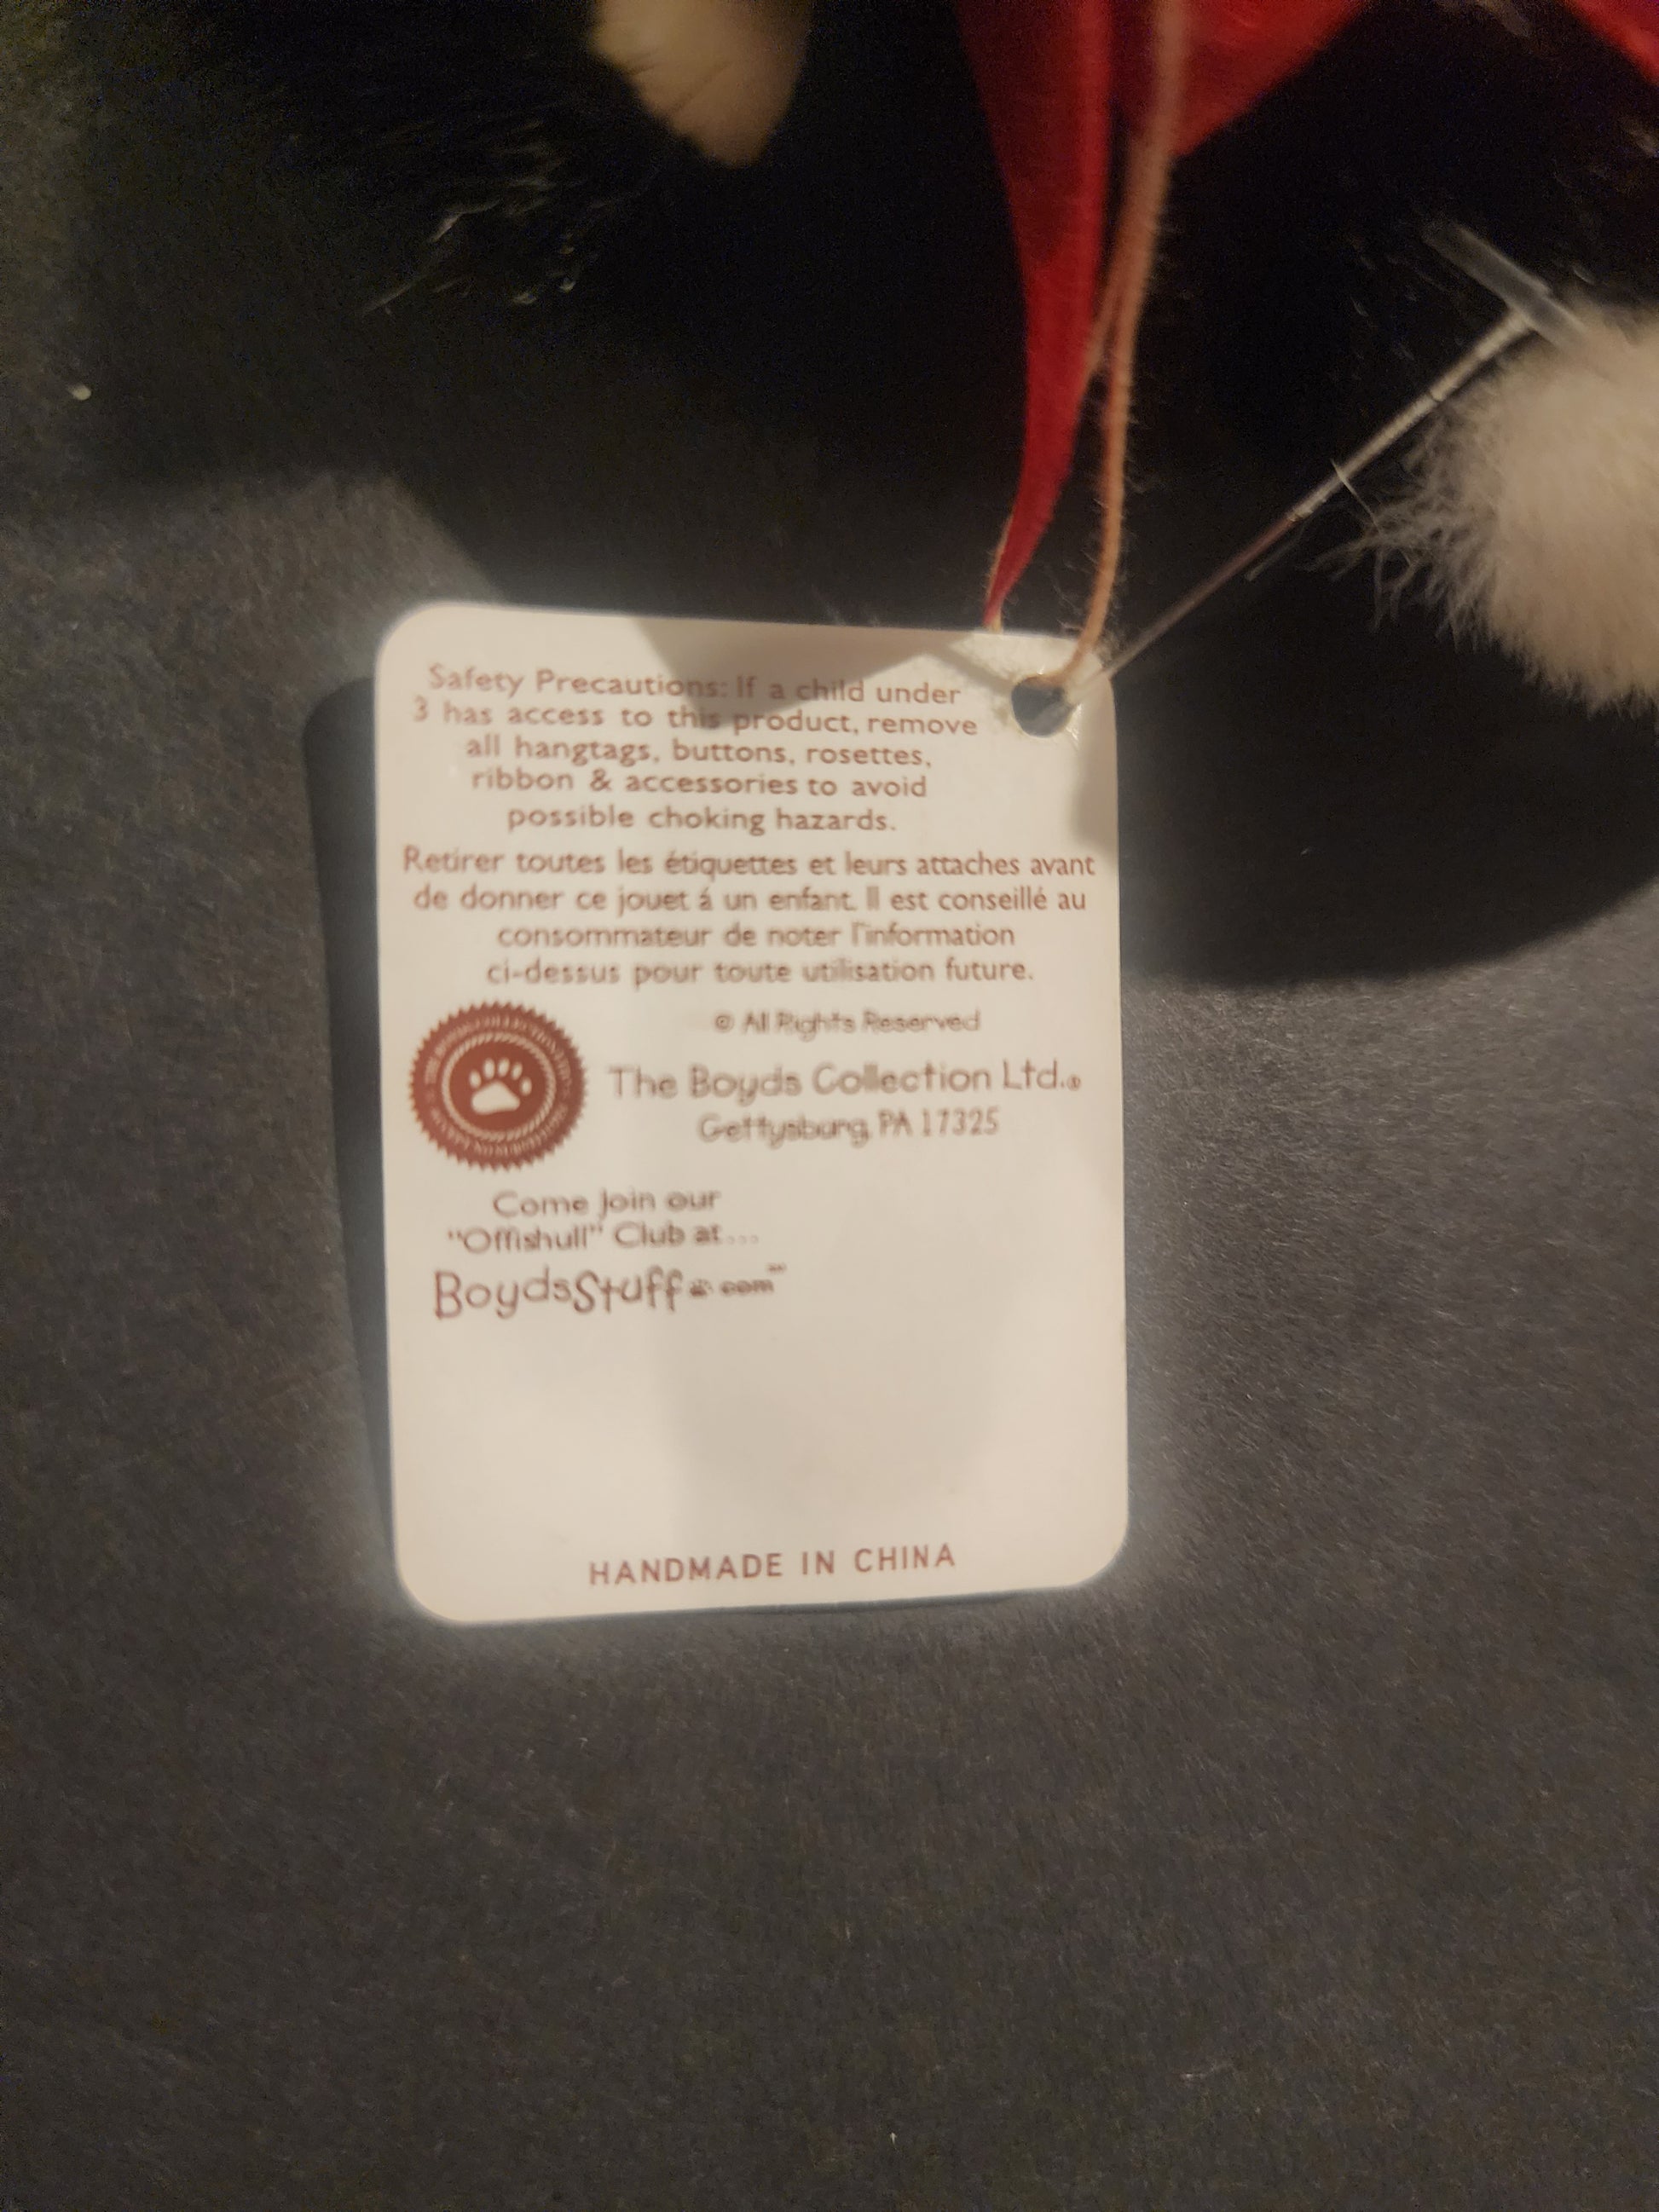 Safety Precautions: If a child under
3 has access to this product, remove
all hangtags, buttons, rosettes,
ribbon & accessories to avoid
possible choking hazards.
Retirer toutes les étiquettes et leurs attaches avant
de donner ce jouet á un enfant. Il est conseillé au
consommateur de noter l'information
ci-dessus pour toute utilisation future.
© All Rights Reserved
The Boyds Collection Ltd.®
Gettysburg, PA 17325
Come Join our
"Offishull" Club at...
BoydsStuff.com™
HANDMADE IN CHINA